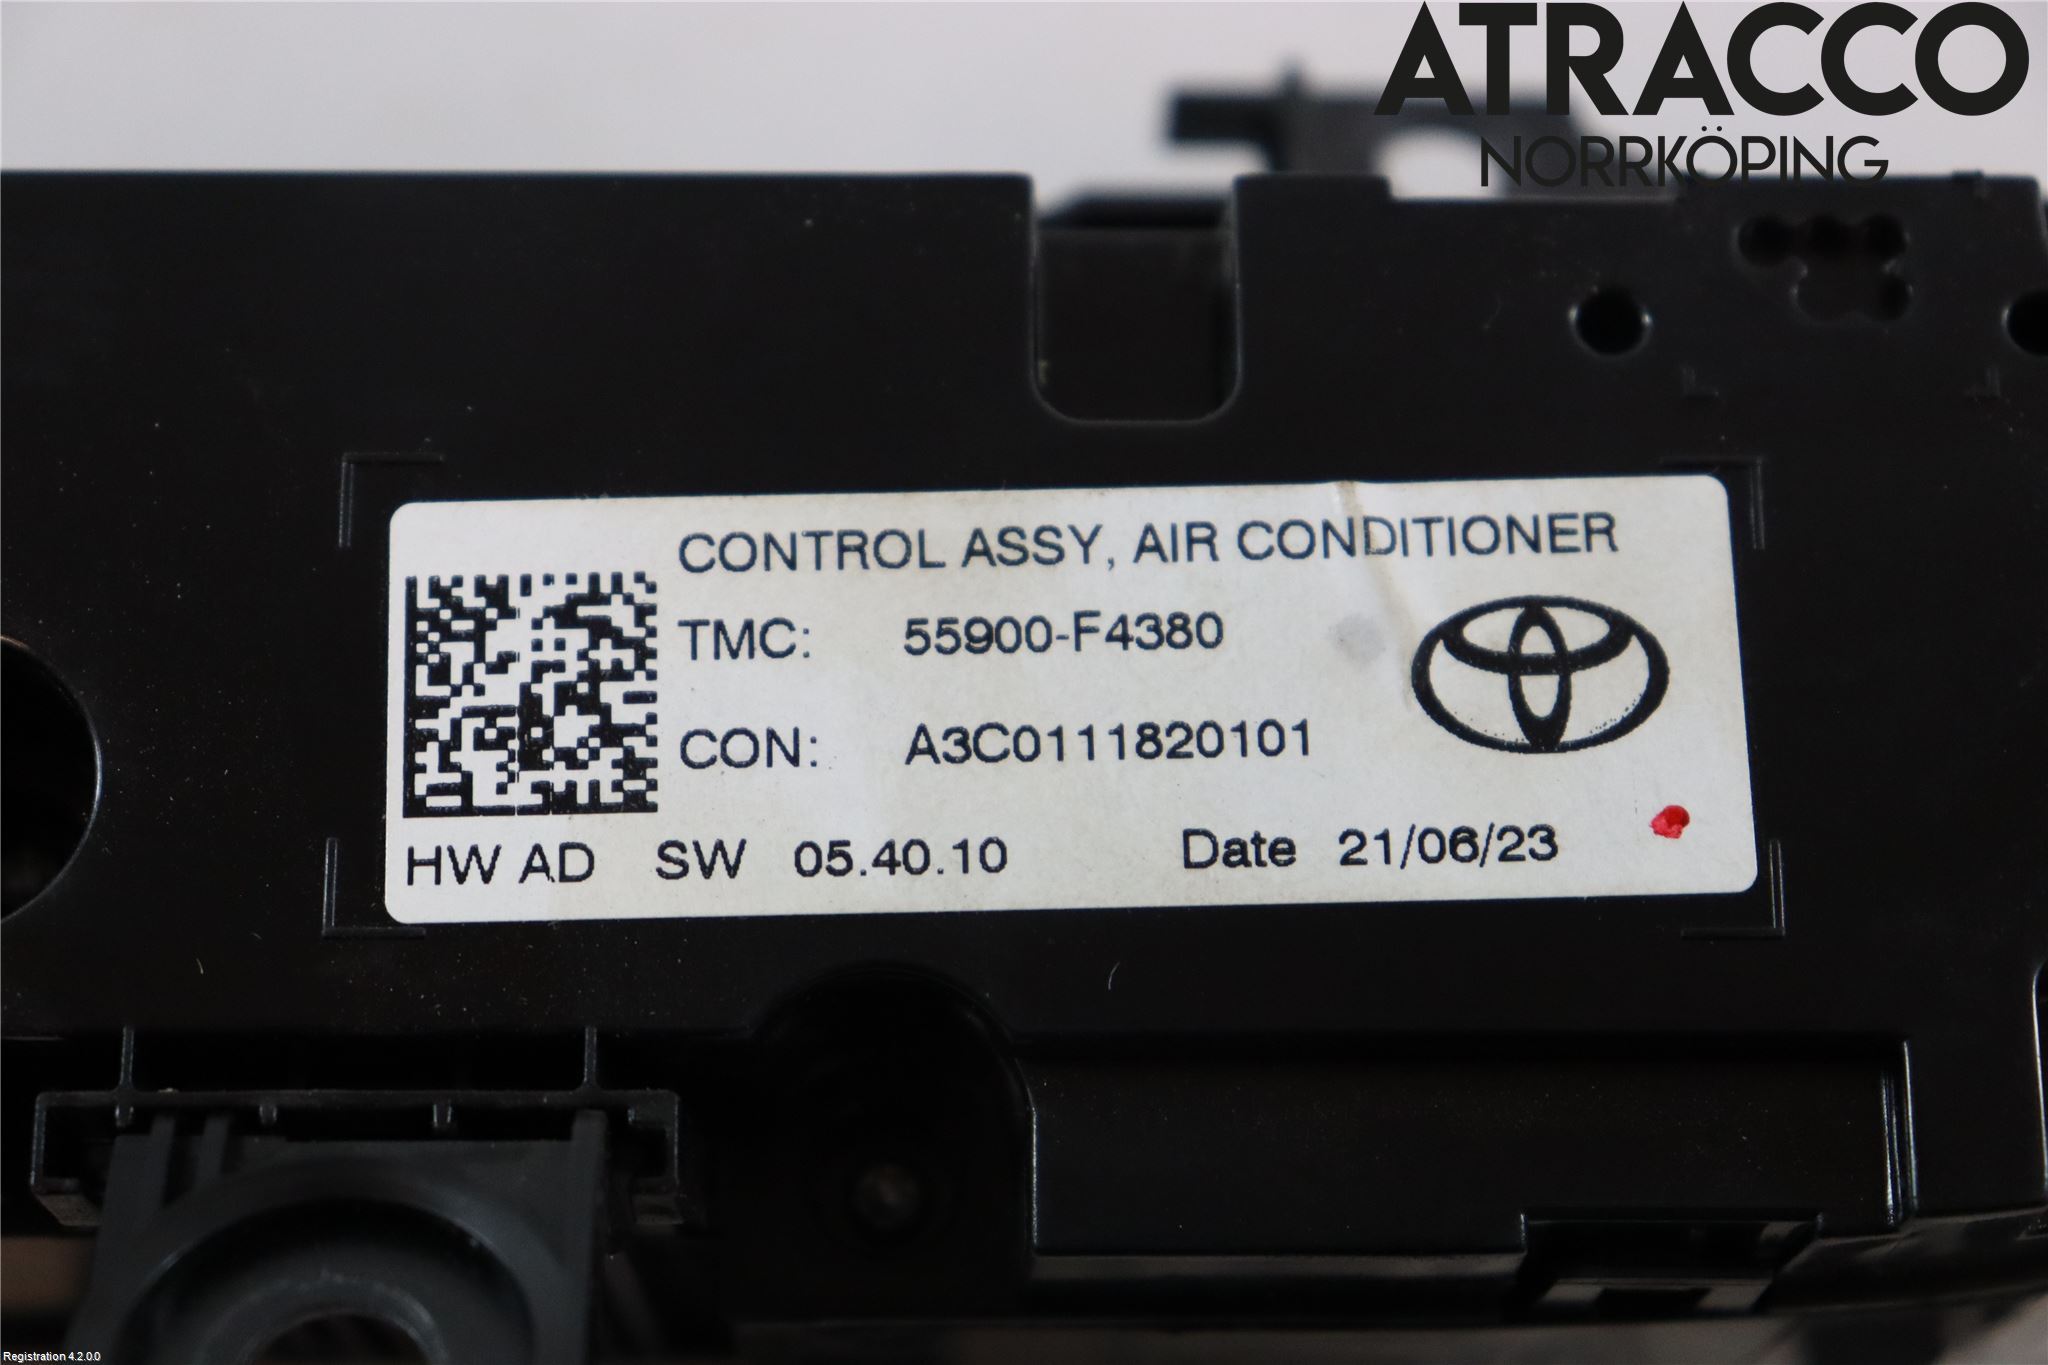 ATRACCO
NORRKÖPING
CONTROL ASSY, AIR CONDITIONER
TMC: 55900-F4380
CON: A3C0111820101
HW AD SW 05.40.10 Date 21/06/23
Registration 4.2.0.0